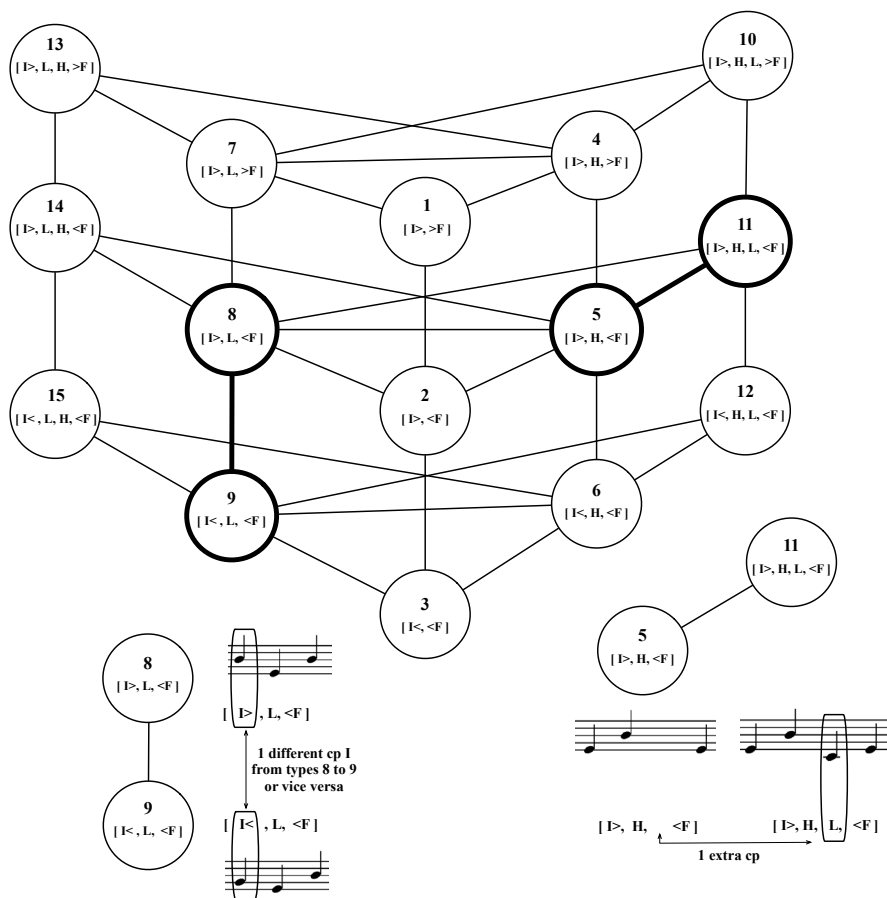 13
[ I>, L, H, >F ]
10
[ I>, H, L, >F ]
7
[ I>, L, >F ]
4
[ I>, H, >F ]
1
[ I>, >F ]
14
[ I>, L, H, <F ]
11
[ I>, H, L, <F ]
8
[ I>, L, <F ]
5
[ I>, H, <F ]
2
[ I>, <F ]
15
[ I< , L, H, <F ]
12
[ I<, H, L, <F ]
9
[ I< , L, <F ]
6
[ I<, H, <F ]
3
[ I<, <F ]
11
[ I>, H, L, <F ]
5
[ I>, H, <F ]
8
[ I>, L, <F ]
9
[ I< , L, <F ]
[ I> , L, <F ]
1 different cp I
from types 8 to 9
or vice versa
[ I< , L, <F ]
[ I>, H, <F ]
[ I>, H, L, <F ]
1 extra cp